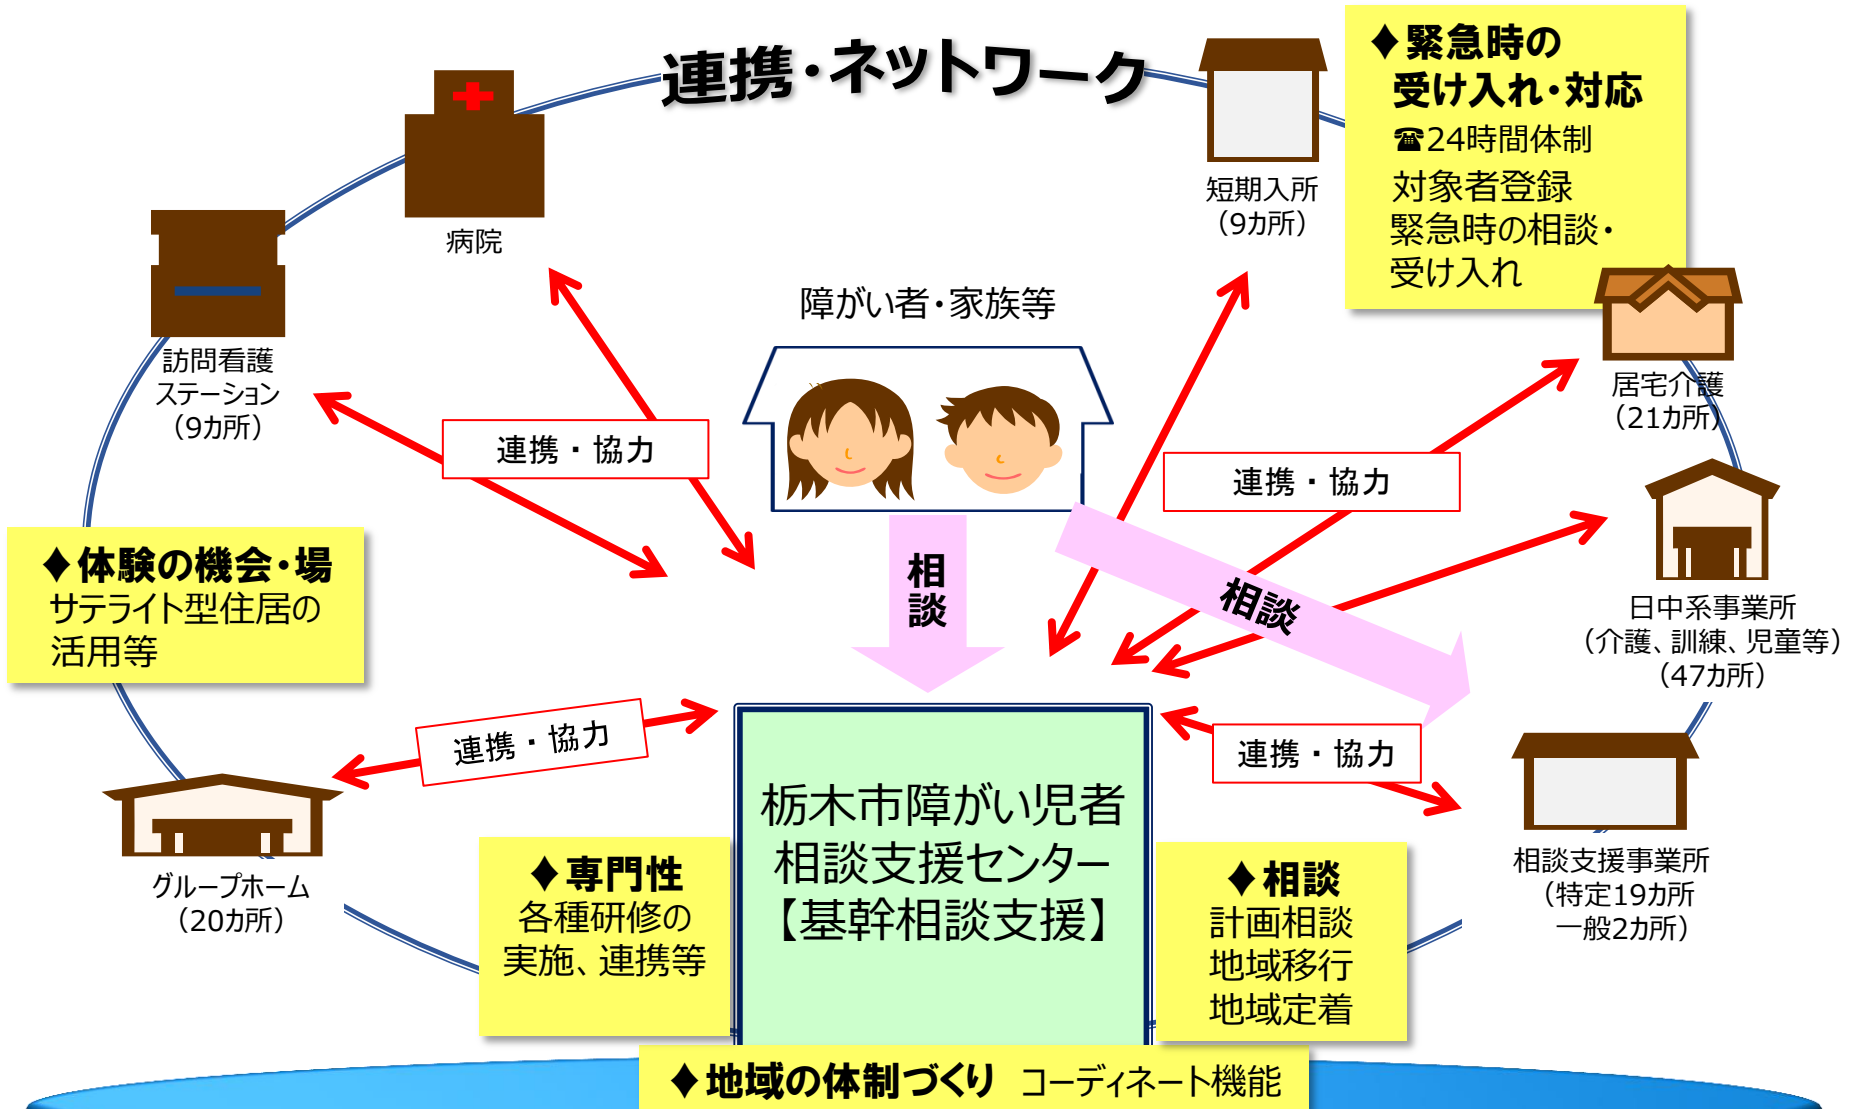 連携・ネットワーク
♦緊急時の
受け入れ・対応
☎24時間体制
対象者登録
緊急時の相談・
受け入れ
病院
短期入所
（9ｶ所）
訪問看護
ステーション
（9ｶ所）
障がい者・家族等
居宅介護
（21ｶ所）
連携・協力
連携・協力
♦体験の機会・場
サテライト型住居の
活用等
相談
相談
日中系事業所
（介護、訓練、児童等）
（47ｶ所）
連携・協力
連携・協力
グループホーム
（20ｶ所）
栃木市障がい児者
相談支援センター
【基幹相談支援】
相談支援事業所
（特定19ｶ所
一般2ｶ所）
♦専門性
各種研修の
実施、連携等
♦相談
計画相談
地域移行
地域定着
♦地域の体制づくり　コーディネート機能